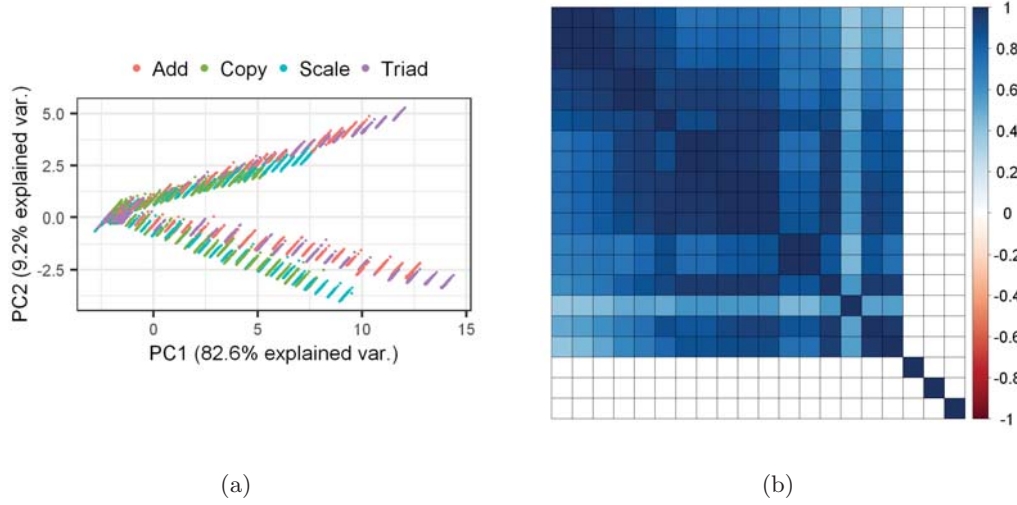 Add Copy Scale Triad
5.0
2.5
0.0
-2.5
0 5 10 15
PC2 (9.2% explained var.)
PC1 (82.6% explained var.)
(a)
1
0.8
0.6
0.4
0.2
0
-0.2
-0.4
-0.6
-0.8
-1
(b)